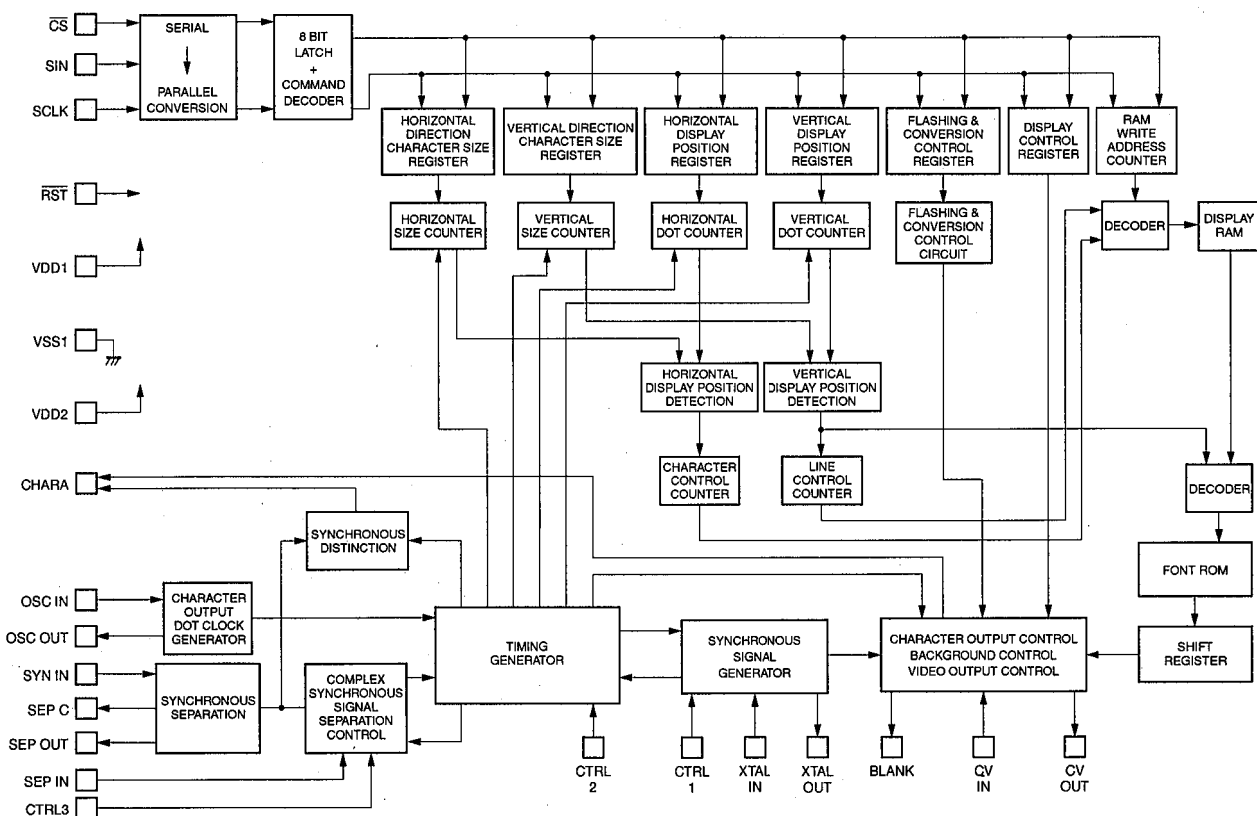 CS
SIN
SCLK
SERIAL
PARALLEL
CONVERSION
8 BIT
LATCH
+
COMMAND
DECODER
HORIZONTAL
DIRECTION
CHARACTER SIZE
REGISTER
VERTICAL DIRECTION
CHARACTER SIZE
REGISTER
HORIZONTAL
DISPLAY
POSITION
REGISTER
VERTICAL
DISPLAY
POSITION
REGISTER
FLASHING &
CONVERSION
CONTROL
REGISTER
DISPLAY
CONTROL
REGISTER
RAM
WRITE
ADDRESS
COUNTER
RST
HORIZONTAL
SIZE COUNTER
VERTICAL
SIZE COUNTER
HORIZONTAL
DOT COUNTER
VERTICAL
DOT COUNTER
FLASHING &
CONVERSION
CONTROL
CIRCUIT
DECODER
DISPLAY
RAM
VDD1
VSS1
VDD2
HORIZONTAL
DISPLAY POSITION
DETECTION
VERTICAL
DISPLAY POSITION
DETECTION
CHARA
CHARACTER
CONTROL
COUNTER
LINE
CONTROL
COUNTER
DECODER
SYNCHRONOUS
DISTINCTION
FONT ROM
OSC IN
OSC OUT
CHARACTER
OUTPUT
DOT CLOCK
GENERATOR
TIMING
GENERATOR
SYNCHRONOUS
SIGNAL
GENERATOR
CHARACTER OUTPUT CONTROL
BACKGROUND CONTROL
VIDEO OUTPUT CONTROL
SHIFT
REGISTER
SYN IN
SEP C
SEP OUT
SYNCHRONOUS
SEPARATION
COMPLEX
SYNCHRONOUS
SIGNAL
SEPARATION
CONTROL
SEP IN
CTRL3
CTRL
2
CTRL
1
XTAL
IN
XTAL
OUT
BLANK
CV
IN
CV
OUT